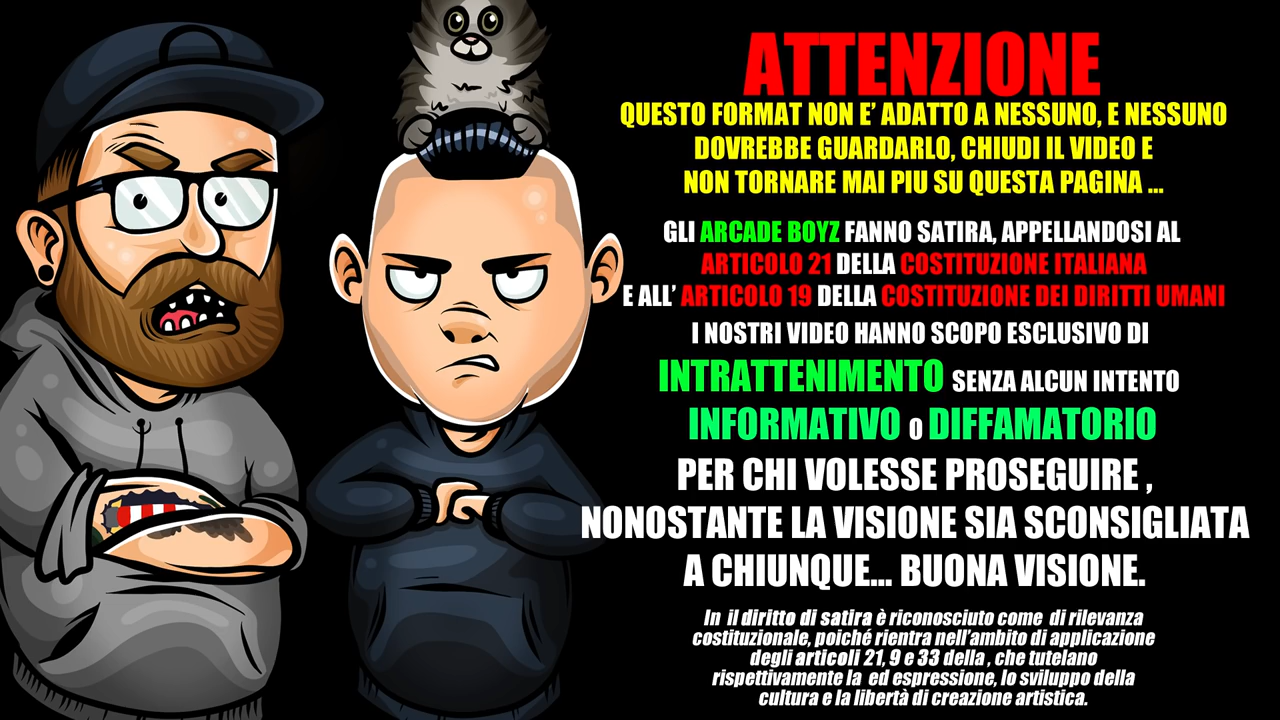 ATTENZIONE
QUESTO FORMAT NON E' ADATTO A NESSUNO, E NESSUNO
DOVREBBE GUARDARLO, CHIUDI IL VIDEO E
NON TORNARE MAI PIU SU QUESTA PAGINA ...
GLI ARCADE BOYZ FANNO SATIRA, APPELLANDOSI AL
ARTICOLO 21 DELLA COSTITUZIONE ITALIANA
E ALL' ARTICOLO 19 DELLA COSTITUZIONE DEI DIRITTI UMANI
I NOSTRI VIDEO HANNO SCOPO ESCLUSIVO DI
INTRATTENIMENTO SENZA ALCUN INTENTO
INFORMATIVO O DIFFAMATORIO
PER CHI VOLESSE PROSEGUIRE ,
NONOSTANTE LA VISIONE SIA SCONSIGLIATA
A CHIUNQUE... BUONA VISIONE.
In il diritto di satira è riconosciuto come di rilevanza
costituzionale, poiché rientra nell'ambito di applicazione
degli articoli 21, 9 e 33 della , che tutelano
rispettivamente la ed espressione, lo sviluppo della
cultura e la libertà di creazione artistica.